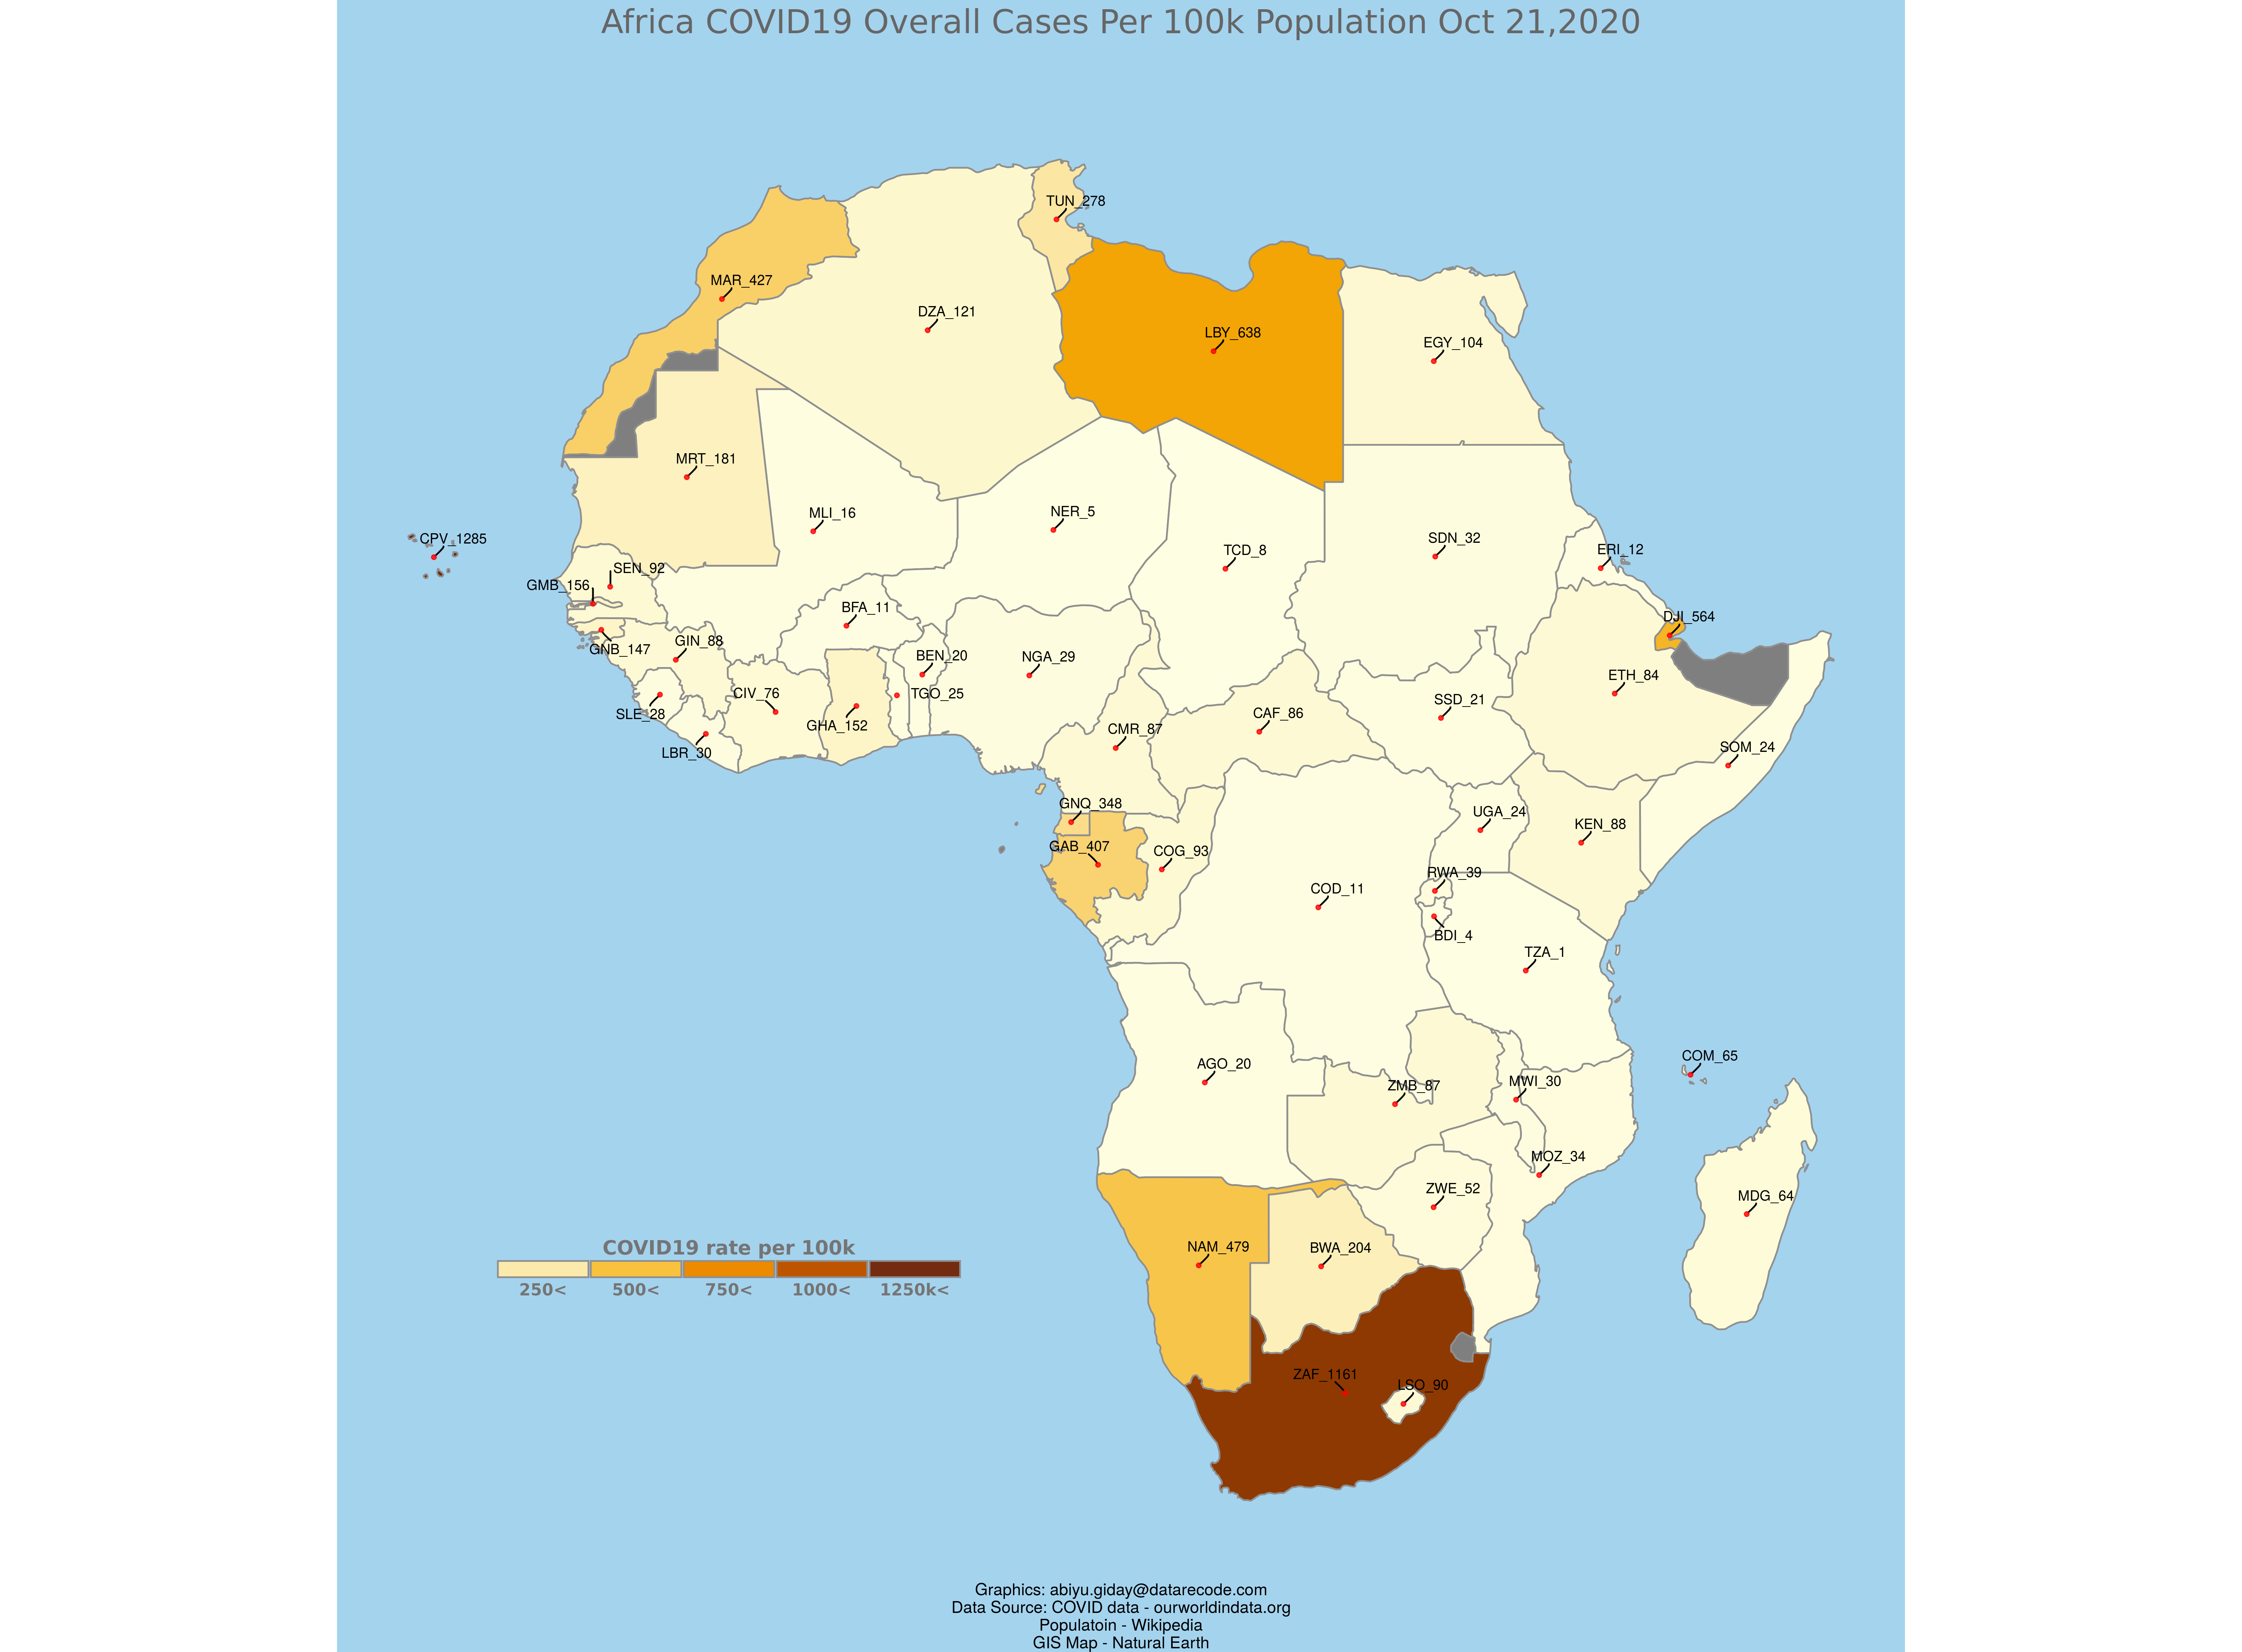 Africa COVID19 Overall Cases Per 100k Population Oct 21,2020
TUN_278
MAR_427
DZA_121
LBY_638
EGY_104
MRT_181
MLI_16
NER_5
CPV_1285
TCD_8
SDN_32
ERI_12
SEN_92
GMB_156
BFA_11
DJI_564
GIN_88
GNB_147
BEN_20
NGA_29
ETH_84
CIV_76
TGO_25
SSD_21
SLE_28
GHA_152
CAF_86
CMR_87
LBR_30
SOM_24
GNQ_348
UGA_24
KEN_88
GAB_407
COG_93
RWA_39
COD_11
BDI_4
TZA_1
COM_65
AGO_20
ZMB_87
MWI_30
MOZ_34
ZWE_52
MDG_64
NAM_479
BWA_204
COVID19 rate per 100k
250< 500< 750< 1000< 1250k<
ZAF_1161
LSO_90
Graphics: abiyu.giday@datarecode.com
Data Source: COVID data - ourworldindata.org
Populatoin - Wikipedia
GIS Map - Natural Earth